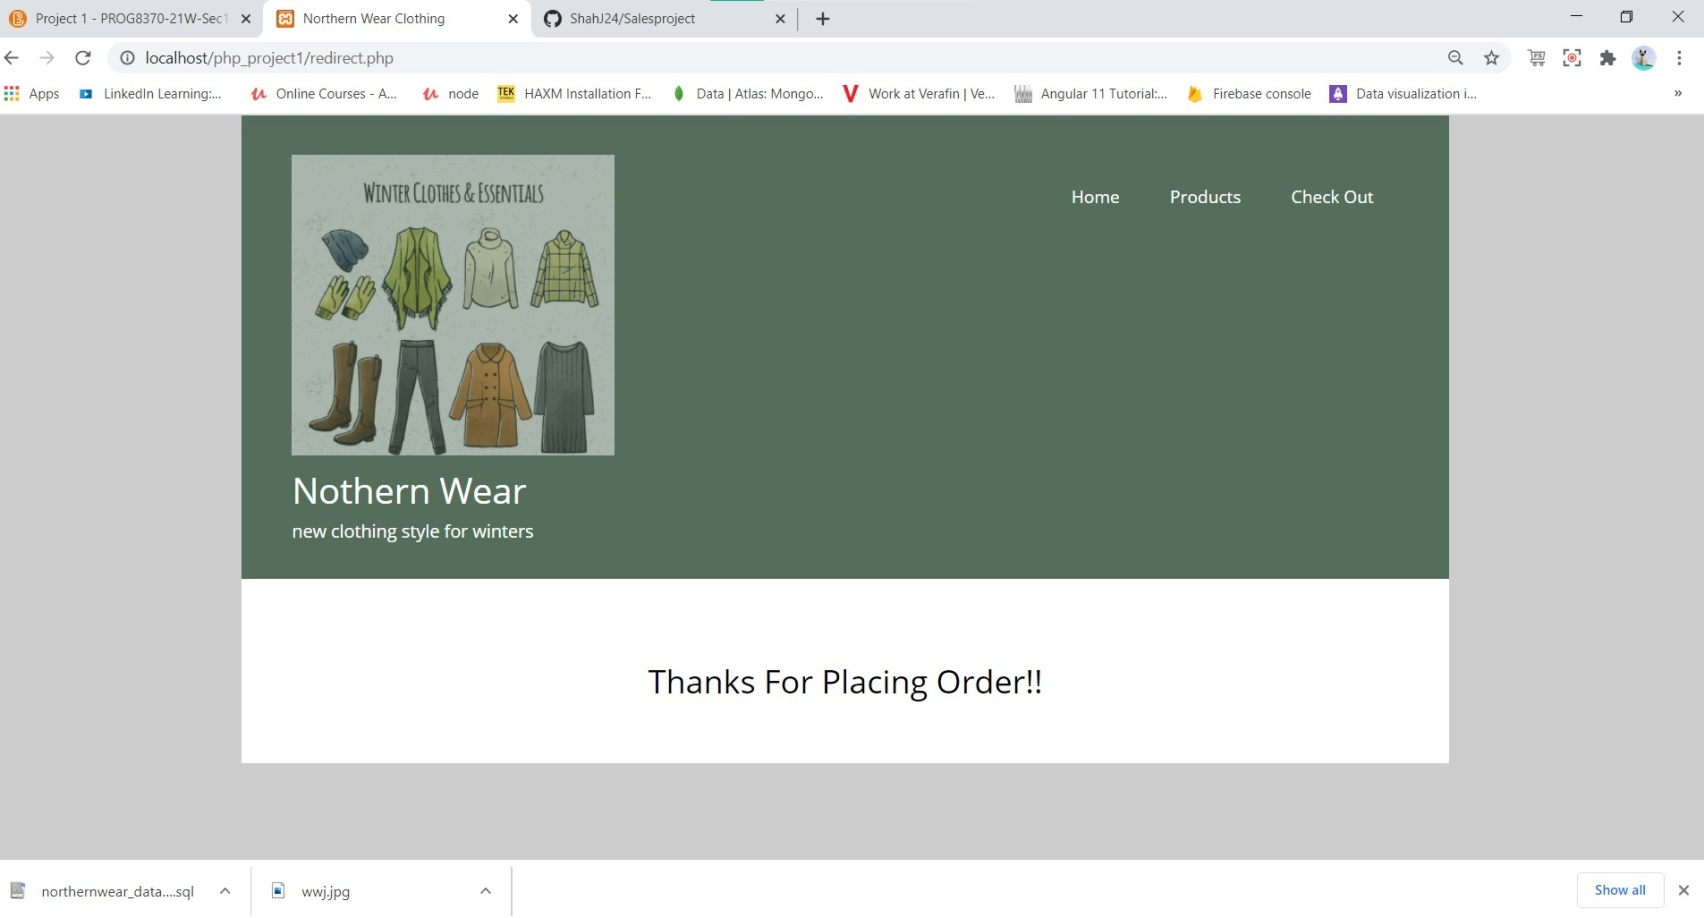 Project 1 - PROG8370-21W-Sec1
Northern Wear Clothing
ShahJ24/Salesproject
localhost/php_project1/redirect.php
Apps
LinkedIn Learning:...
Online Courses - A...
node
TEK
HAXM Installation F...
Data | Atlas: Mongo...
Work at Verafin | Ve...
Angular 11 Tutorial:...
Firebase console
Data visualization i...
»
WINTER CLOTHES & ESSENTIALS
Home
Products
Check Out
Nothern Wear
new clothing style for winters
Thanks For Placing Order!!
northernwear_data....sql
wwj.jpg
Show all